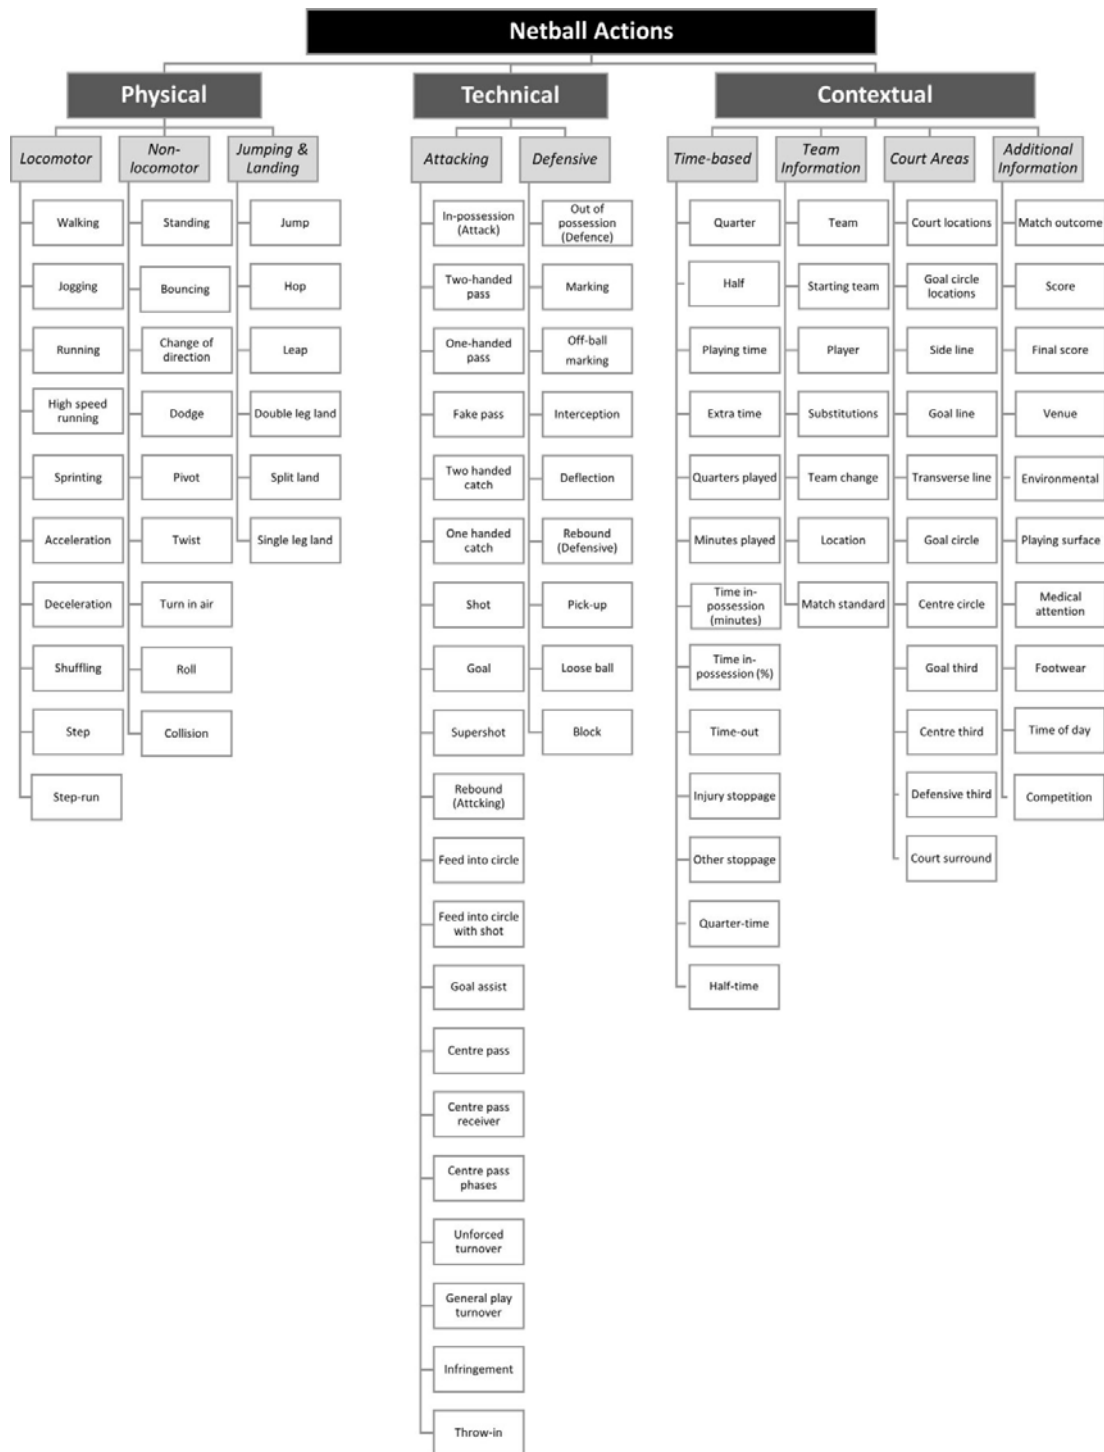 Netball Actions
Physical
Technical
Contextual
Locomotor
Non-
locomotor
Jumping &
Landing
Attacking
Defensive
Time-based
Team
Information
Court Areas
Additional
Information
Walking
Jogging
Running
High speed
running
Sprinting
Acceleration
Deceleration
Shuffling
Step
Step-run
Standing
Bouncing
Change of
direction
Dodge
Pivot
Twist
Turn in air
Roll
Collision
Jump
Hop
Leap
Double leg land
Split land
Single leg land
In-possession
(Attack)
Two-handed
pass
One-handed
pass
Fake pass
Two handed
catch
One handed
catch
Shot
Goal
Supershot
Rebound
(Attcking)
Feed into circle
Feed into circle
with shot
Goal assist
Centre pass
Centre pass
receiver
Centre pass
phases
Unforced
turnover
General play
turnover
Infringement
Throw-in
Out of
possession
(Defence)
Marking
Off-ball
marking
Interception
Deflection
Rebound
(Defensive)
Pick-up
Loose ball
Block
Quarter
Half
Playing time
Extra time
Quarters played
Minutes played
Time in-
possession
(minutes)
Time in-
possession (%)
Time-out
Injury stoppage
Other stoppage
Quarter-time
Half-time
Team
Starting team
Player
Substitutions
Team change
Location
Match standard
Court locations
Goal circle
locations
Side line
Goal line
Transverse line
Goal circle
Centre circle
Goal third
Centre third
Defensive third
Court surround
Match outcome
Score
Final score
Venue
Environmental
Playing surface
Medical
attention
Footwear
Time of day
Competition